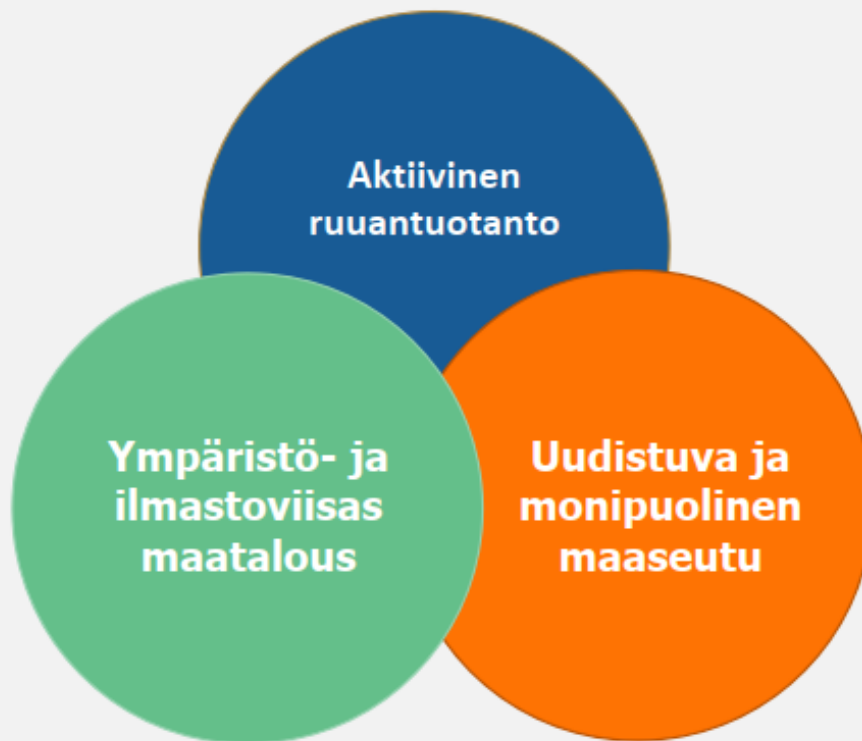 Aktiivinen
ruuantuotanto
Ympäristö- ja
ilmastoviisas
maatalous
Uudistuva ja
monipuolinen
maaseutu